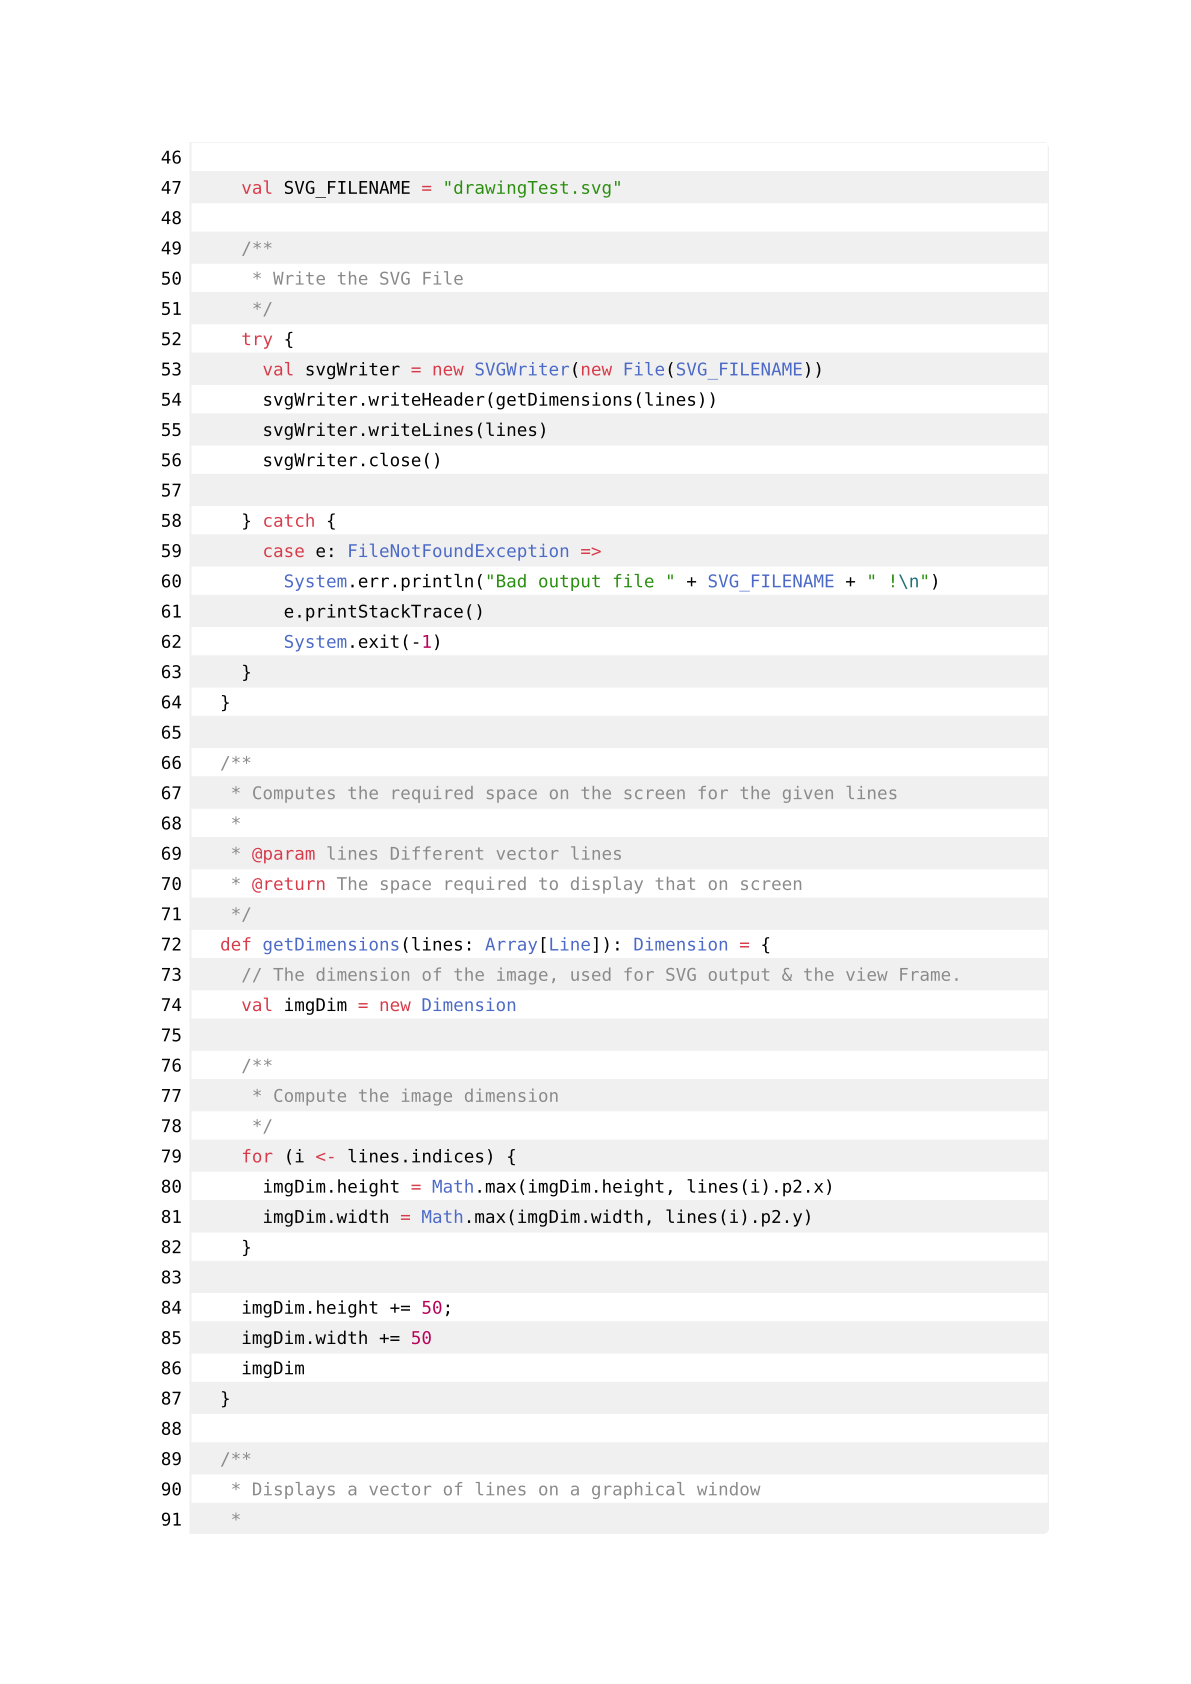 46
47     val SVG_FILENAME = "drawingTest.svg"
48
49     /**
50      * Write the SVG File
51      */
52     try {
53       val svgWriter = new SVGWriter(new File(SVG_FILENAME))
54       svgWriter.writeHeader(getDimensions(lines))
55       svgWriter.writeLines(lines)
56       svgWriter.close()
57
58     } catch {
59       case e: FileNotFoundException =>
60         System.err.println("Bad output file " + SVG_FILENAME + " !\n")
61         e.printStackTrace()
62         System.exit(-1)
63     }
64   }
65
66   /**
67    * Computes the required space on the screen for the given lines
68    *
69    * @param lines Different vector lines
70    * @return The space required to display that on screen
71    */
72   def getDimensions(lines: Array[Line]): Dimension = {
73     // The dimension of the image, used for SVG output & the view Frame.
74     val imgDim = new Dimension
75
76     /**
77      * Compute the image dimension
78      */
79     for (i <- lines.indices) {
80       imgDim.height = Math.max(imgDim.height, lines(i).p2.x)
81       imgDim.width = Math.max(imgDim.width, lines(i).p2.y)
82     }
83
84     imgDim.height += 50;
85     imgDim.width += 50
86     imgDim
87   }
88
89   /**
90    * Displays a vector of lines on a graphical window
91    *